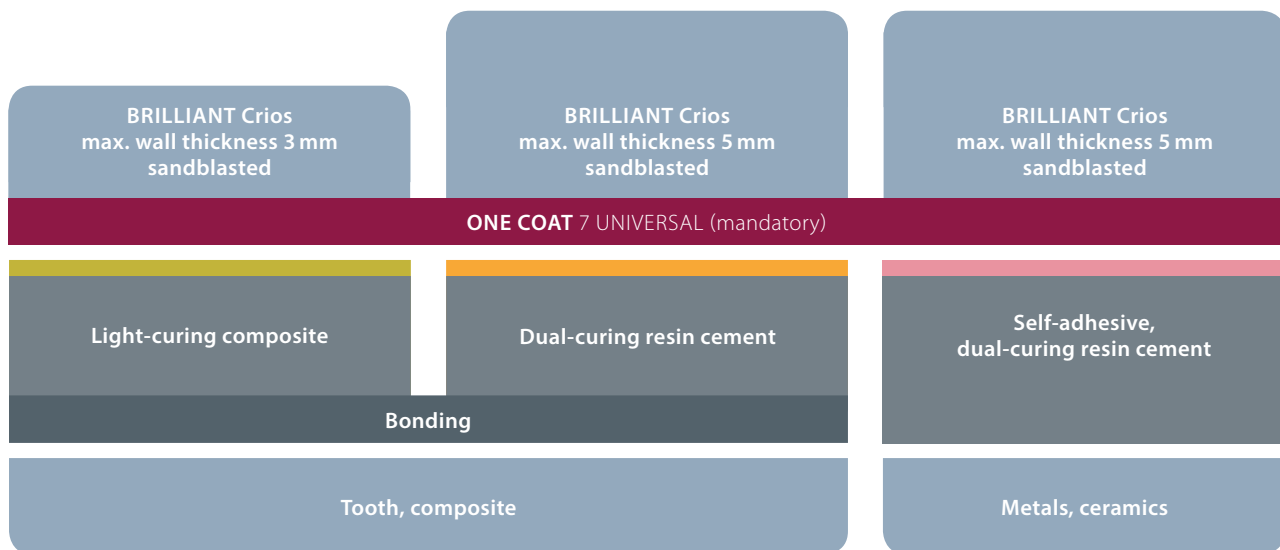 BRILLIANT Crios
max. wall thickness 3 mm
sandblasted
BRILLIANT Crios
max. wall thickness 5 mm
sandblasted
BRILLIANT Crios
max. wall thickness 5 mm
sandblasted
ONE COAT 7 UNIVERSAL (mandatory)
Light-curing composite
Dual-curing resin cement
Self-adhesive,
dual-curing resin cement
Bonding
Tooth, composite
Metals, ceramics